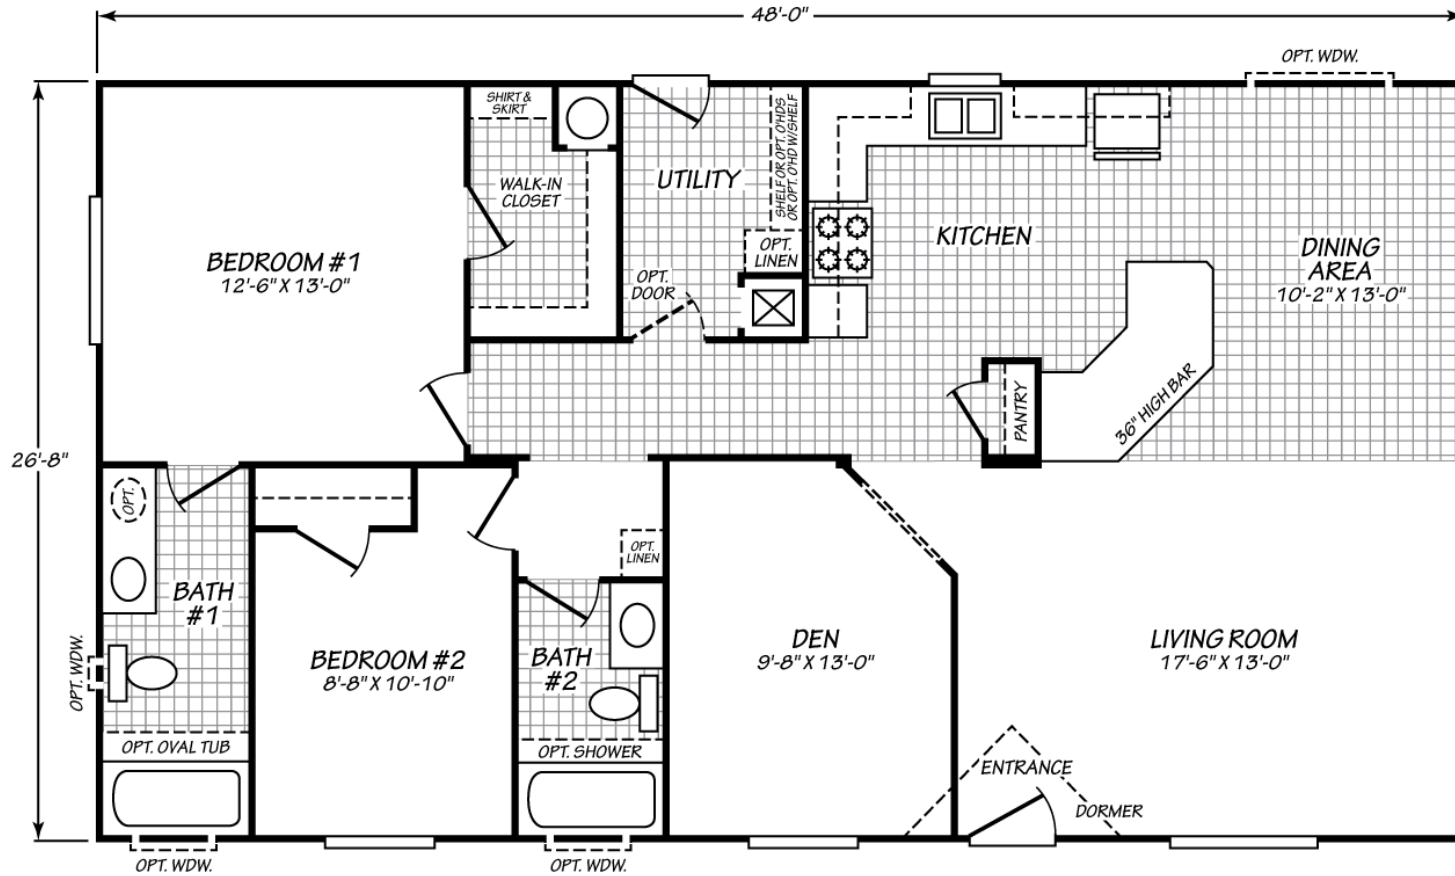 48'-0"
OPT. WDW.
SHIRT &
SKIRT
WALK-IN
CLOSET
UTILITY
SHELF OR OPT. O'HDS
OR OPT. O'HD W/SHELF
OPT.
LINEN
OPT.
DOOR
KITCHEN
DINING
AREA
10'-2" X 13'-0"
BEDROOM #1
12'-6" X 13'-0"
PANTRY
36" HIGH BAR
26'-8"
OPT.
BATH
#1
OPT. WDW.
OPT. OVAL TUB
OPT. WDW.
BEDROOM #2
8'-8" X 10'-10"
OPT.
LINEN
BATH
#2
OPT. SHOWER
OPT. WDW.
DEN
9'-8" X 13'-0"
LIVING ROOM
17'-6" X 13'-0"
ENTRANCE
DORMER